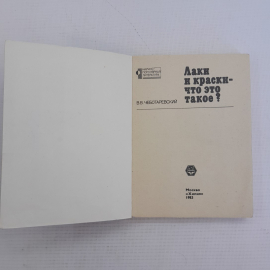 Лаки
и краски-
что это
такое?
В.В. ЧЕБОТАРЕВСКИЙ
Москва
«Химия»
1983